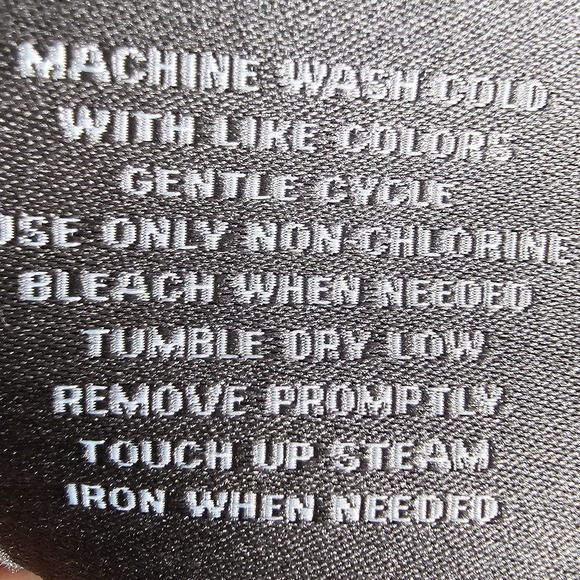 MACHINE WASH COLD
WITH LIKE COLORS
GENTLE CYCLE
USE ONLY NON-CHLORINE
BLEACH WHEN NEEDED
TUMBLE DRY LOW
REMOVE PROMPTLY.
TOUCH UP STEAM
IRON WHEN NEEDED